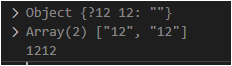 > Object {?12 12: ""}
> Array(2) ["12", "12"]
1212